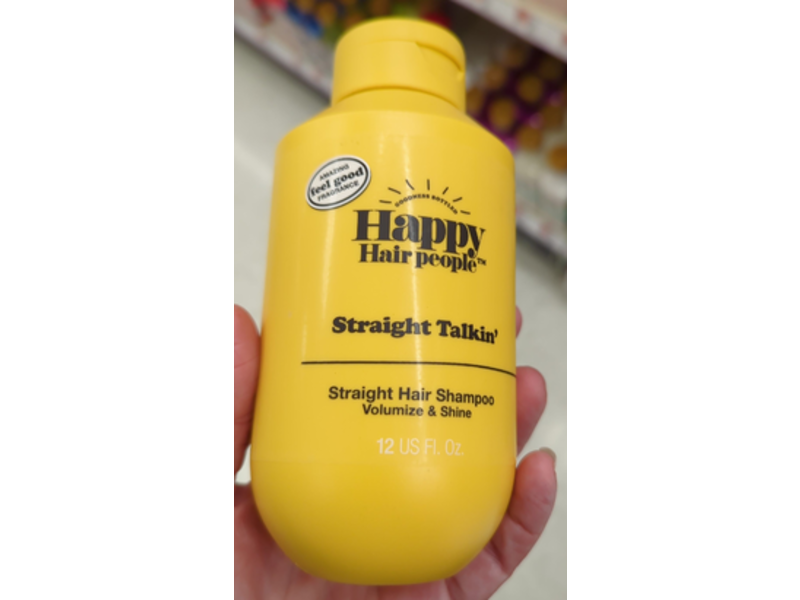 AMAZING
feel good
FRAGRANCE
GOODNESS BOTTLED
Happy
Hair people™
Straight Talkin'
Straight Hair Shampoo
Volumize & Shine
12 US Fl. Oz.